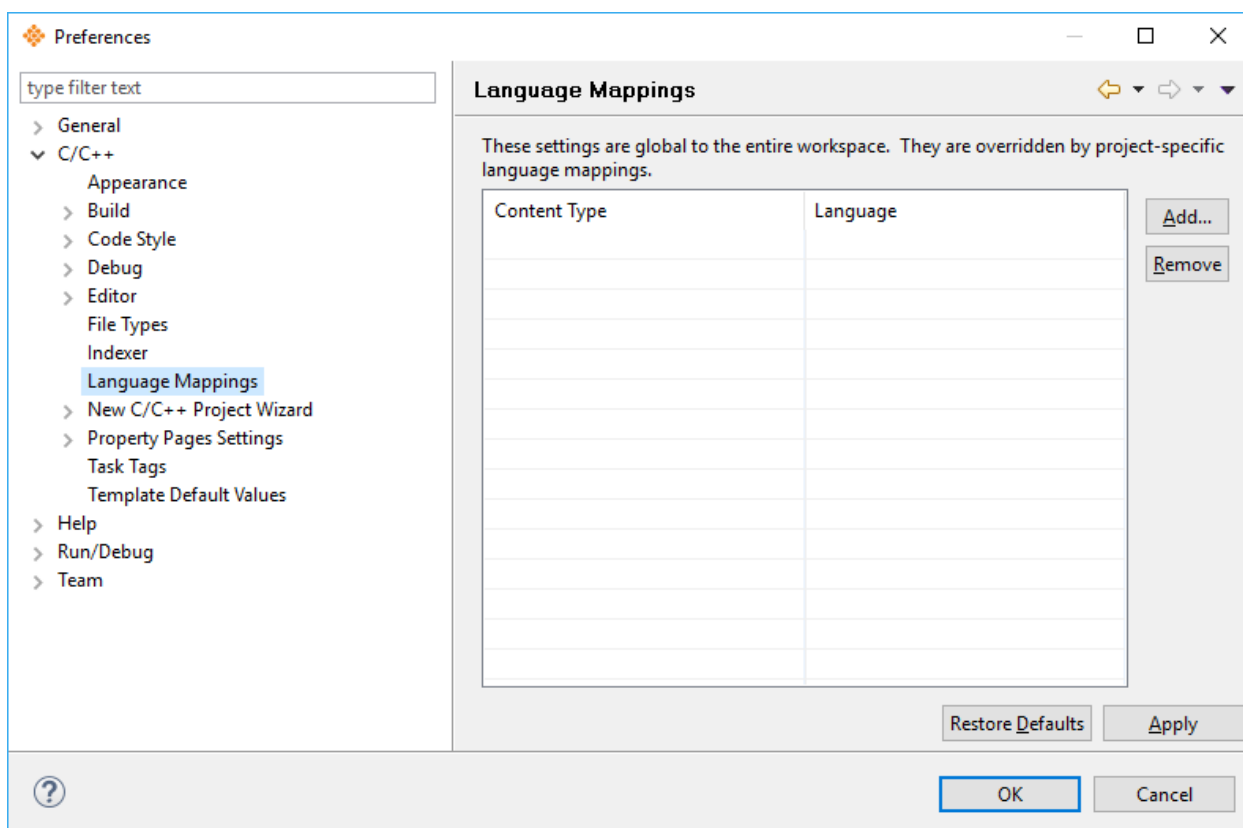 Preferences
type filter text
General
C/C++
Appearance
Build
Code Style
Debug
Editor
File Types
Indexer
Language Mappings
New C/C++ Project Wizard
Property Pages Settings
Task Tags
Template Default Values
Help
Run/Debug
Team
Language Mappings
These settings are global to the entire workspace.  They are overridden by project-specific
language mappings.
Content Type Language
Add...
Remove
Restore Defaults Apply
? OK Cancel